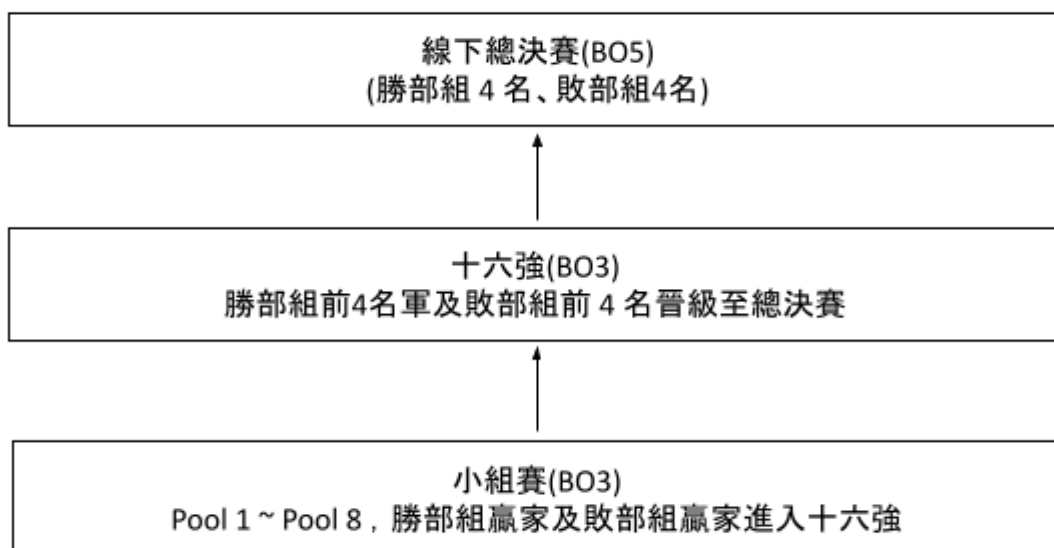 線下總決賽(BO5)
(勝部組 4 名、敗部組4名)
十六強(BO3)
勝部組前4名軍及敗部組前 4 名晉級至總決賽
小組賽(BO3)
Pool 1 ~ Pool 8 , 勝部組贏家及敗部組贏家進入十六強